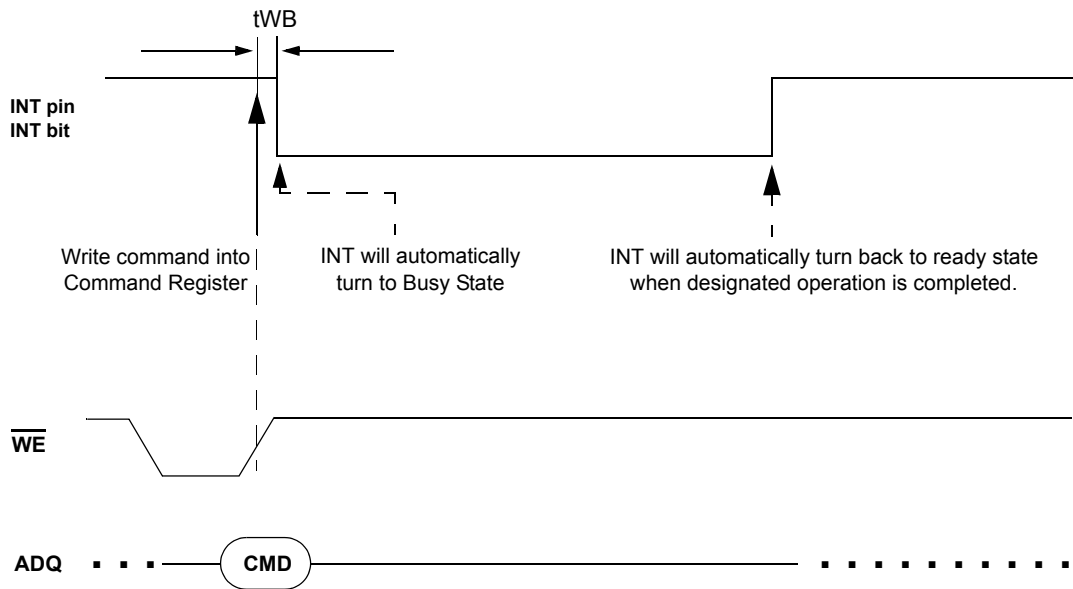 tWB
INT pin
INT bit
Write command into
Command Register
INT will automatically
turn to Busy State
INT will automatically turn back to ready state
when designated operation is completed.
WE
ADQ
CMD